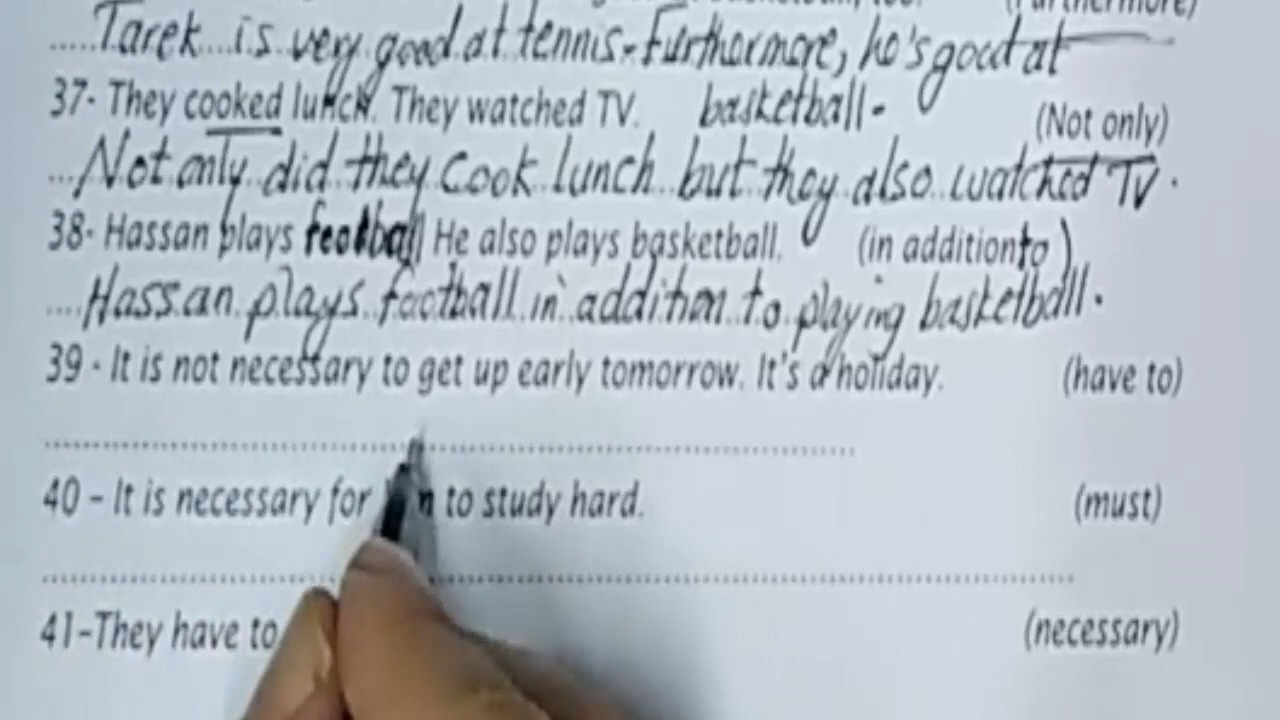 (Furthermore)
Tarek is very good at tennis. Furthermore, he's good at
37- They cooked lunch. They watched TV. basketball. (Not only)
Not only did they cook lunch but they also watched TV.
38- Hassan plays football He also plays basketball. (in addition to)
Hassan plays football in addition to playing basketball.
39 - It is not necessary to get up early tomorrow. It's a holiday. (have to)
40 - It is necessary for to study hard. (must)
41-They have to (necessary)